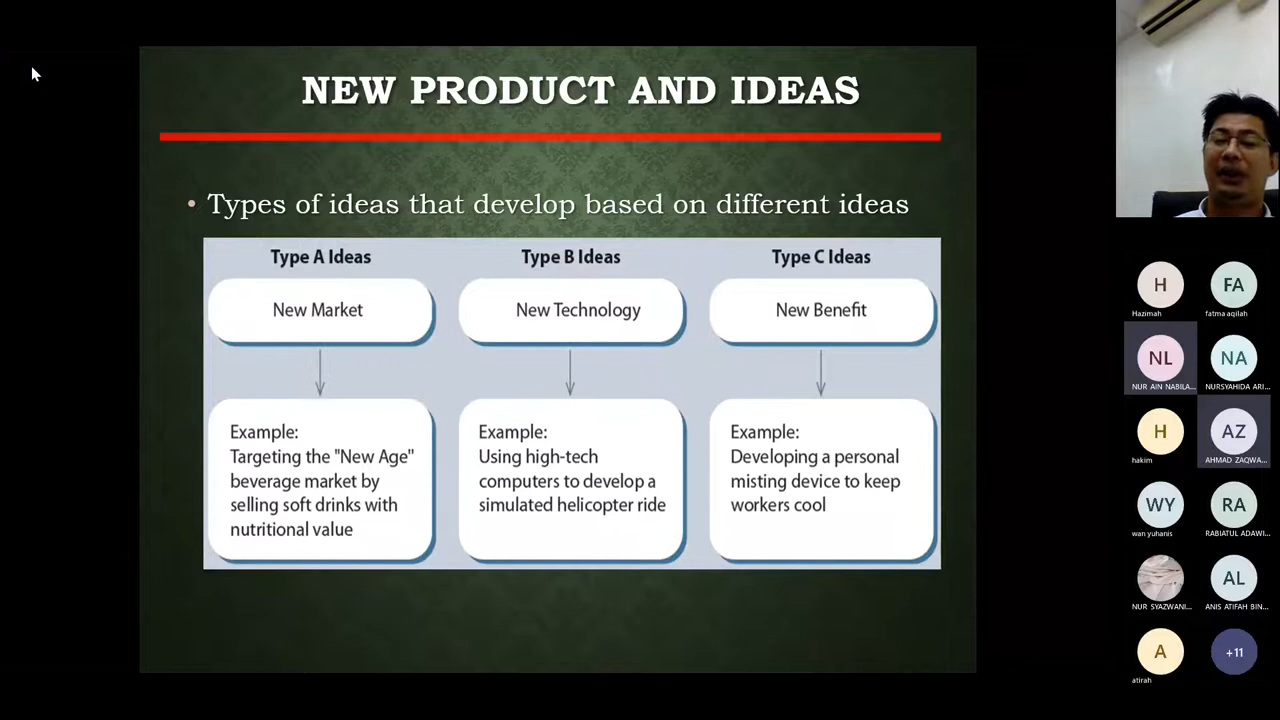 NEW PRODUCT AND IDEAS
• Types of ideas that develop based on different ideas
Type A Ideas
New Market
Example:
Targeting the "New Age"
beverage market by
selling soft drinks with
nutritional value
Type B Ideas
New Technology
Example:
Using high-tech
computers to develop a
simulated helicopter ride
Type C Ideas
New Benefit
Example:
Developing a personal
misting device to keep
workers cool
H
Hazimah
FA
fatma aqilah
NL
NUR AIN NABILA...
NA
NURSYAHIDA ARI...
H
hakim
AZ
AHMAD ZAQWA...
WY
wan yuhanis
RA
RABIATUL ADAWI...
NUR SYAZWANI...
AL
ANIS ATIFAH BIN...
A
atirah
+11